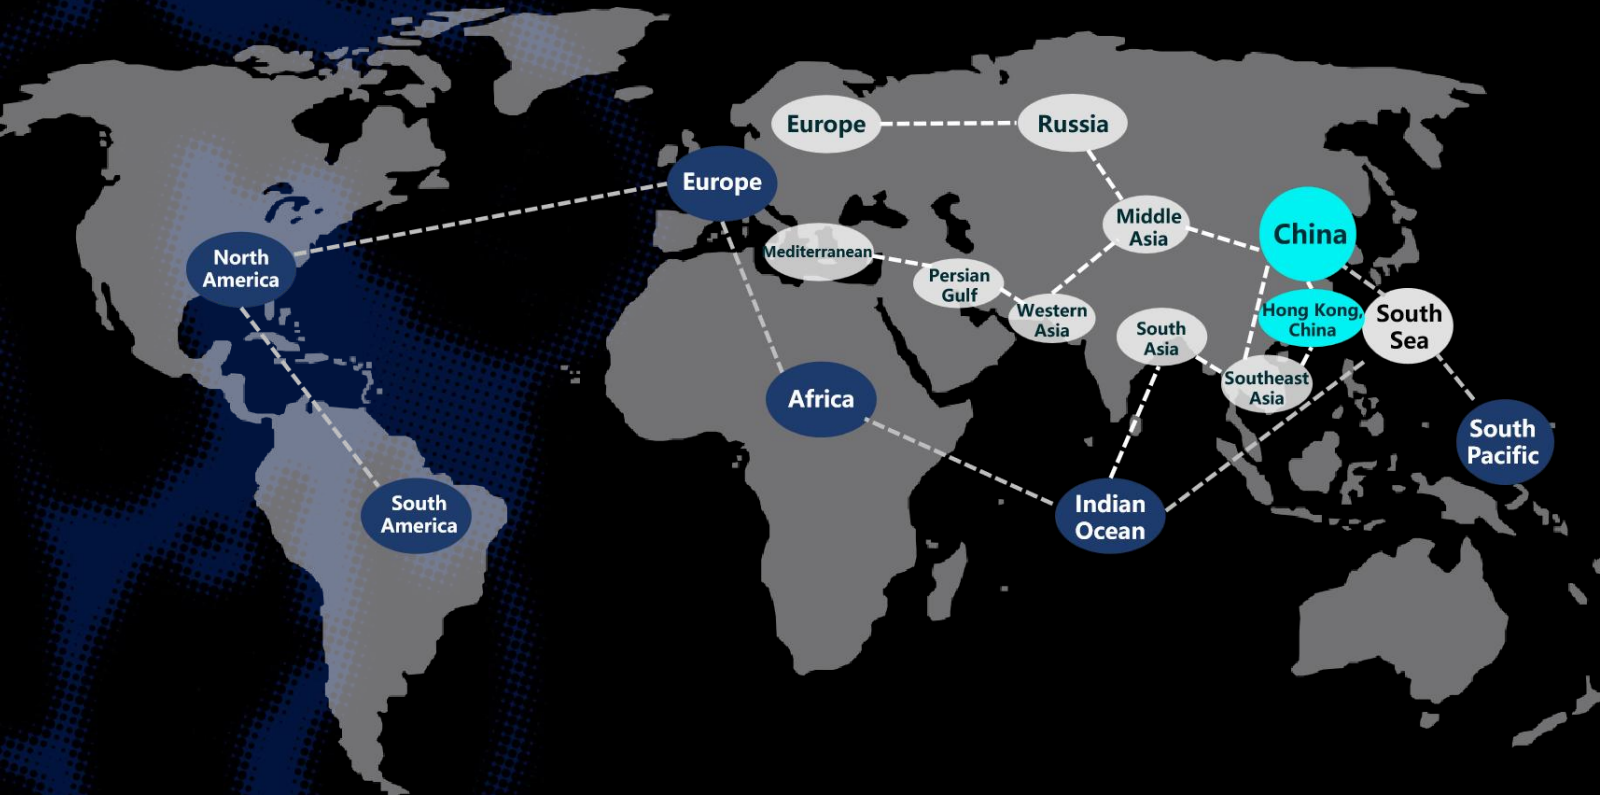 Europe
Russia
Europe
Middle
Asia
China
Mediterranean
North
America
Persian
Gulf
Western
Asia
South
Asia
Hong Kong,
China
South
Sea
Southeast
Asia
Africa
South
Pacific
South
America
Indian
Ocean